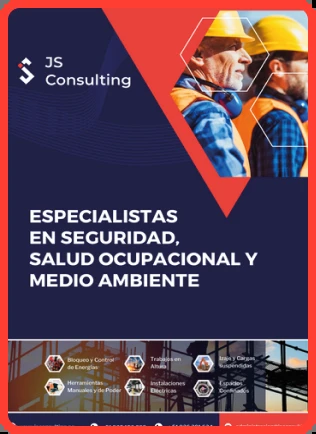 JS
Consulting
ESPECIALISTAS
EN SEGURIDAD,
SALUD OCUPACIONAL Y
MEDIO AMBIENTE
Bloqueo y Control
de Energías
Trabajos en
Altura
Izaje y Cargas
suspendidas
Herramientas
Manuales y de Poder
Instalaciones
Eléctricas
Espacios
Confinados